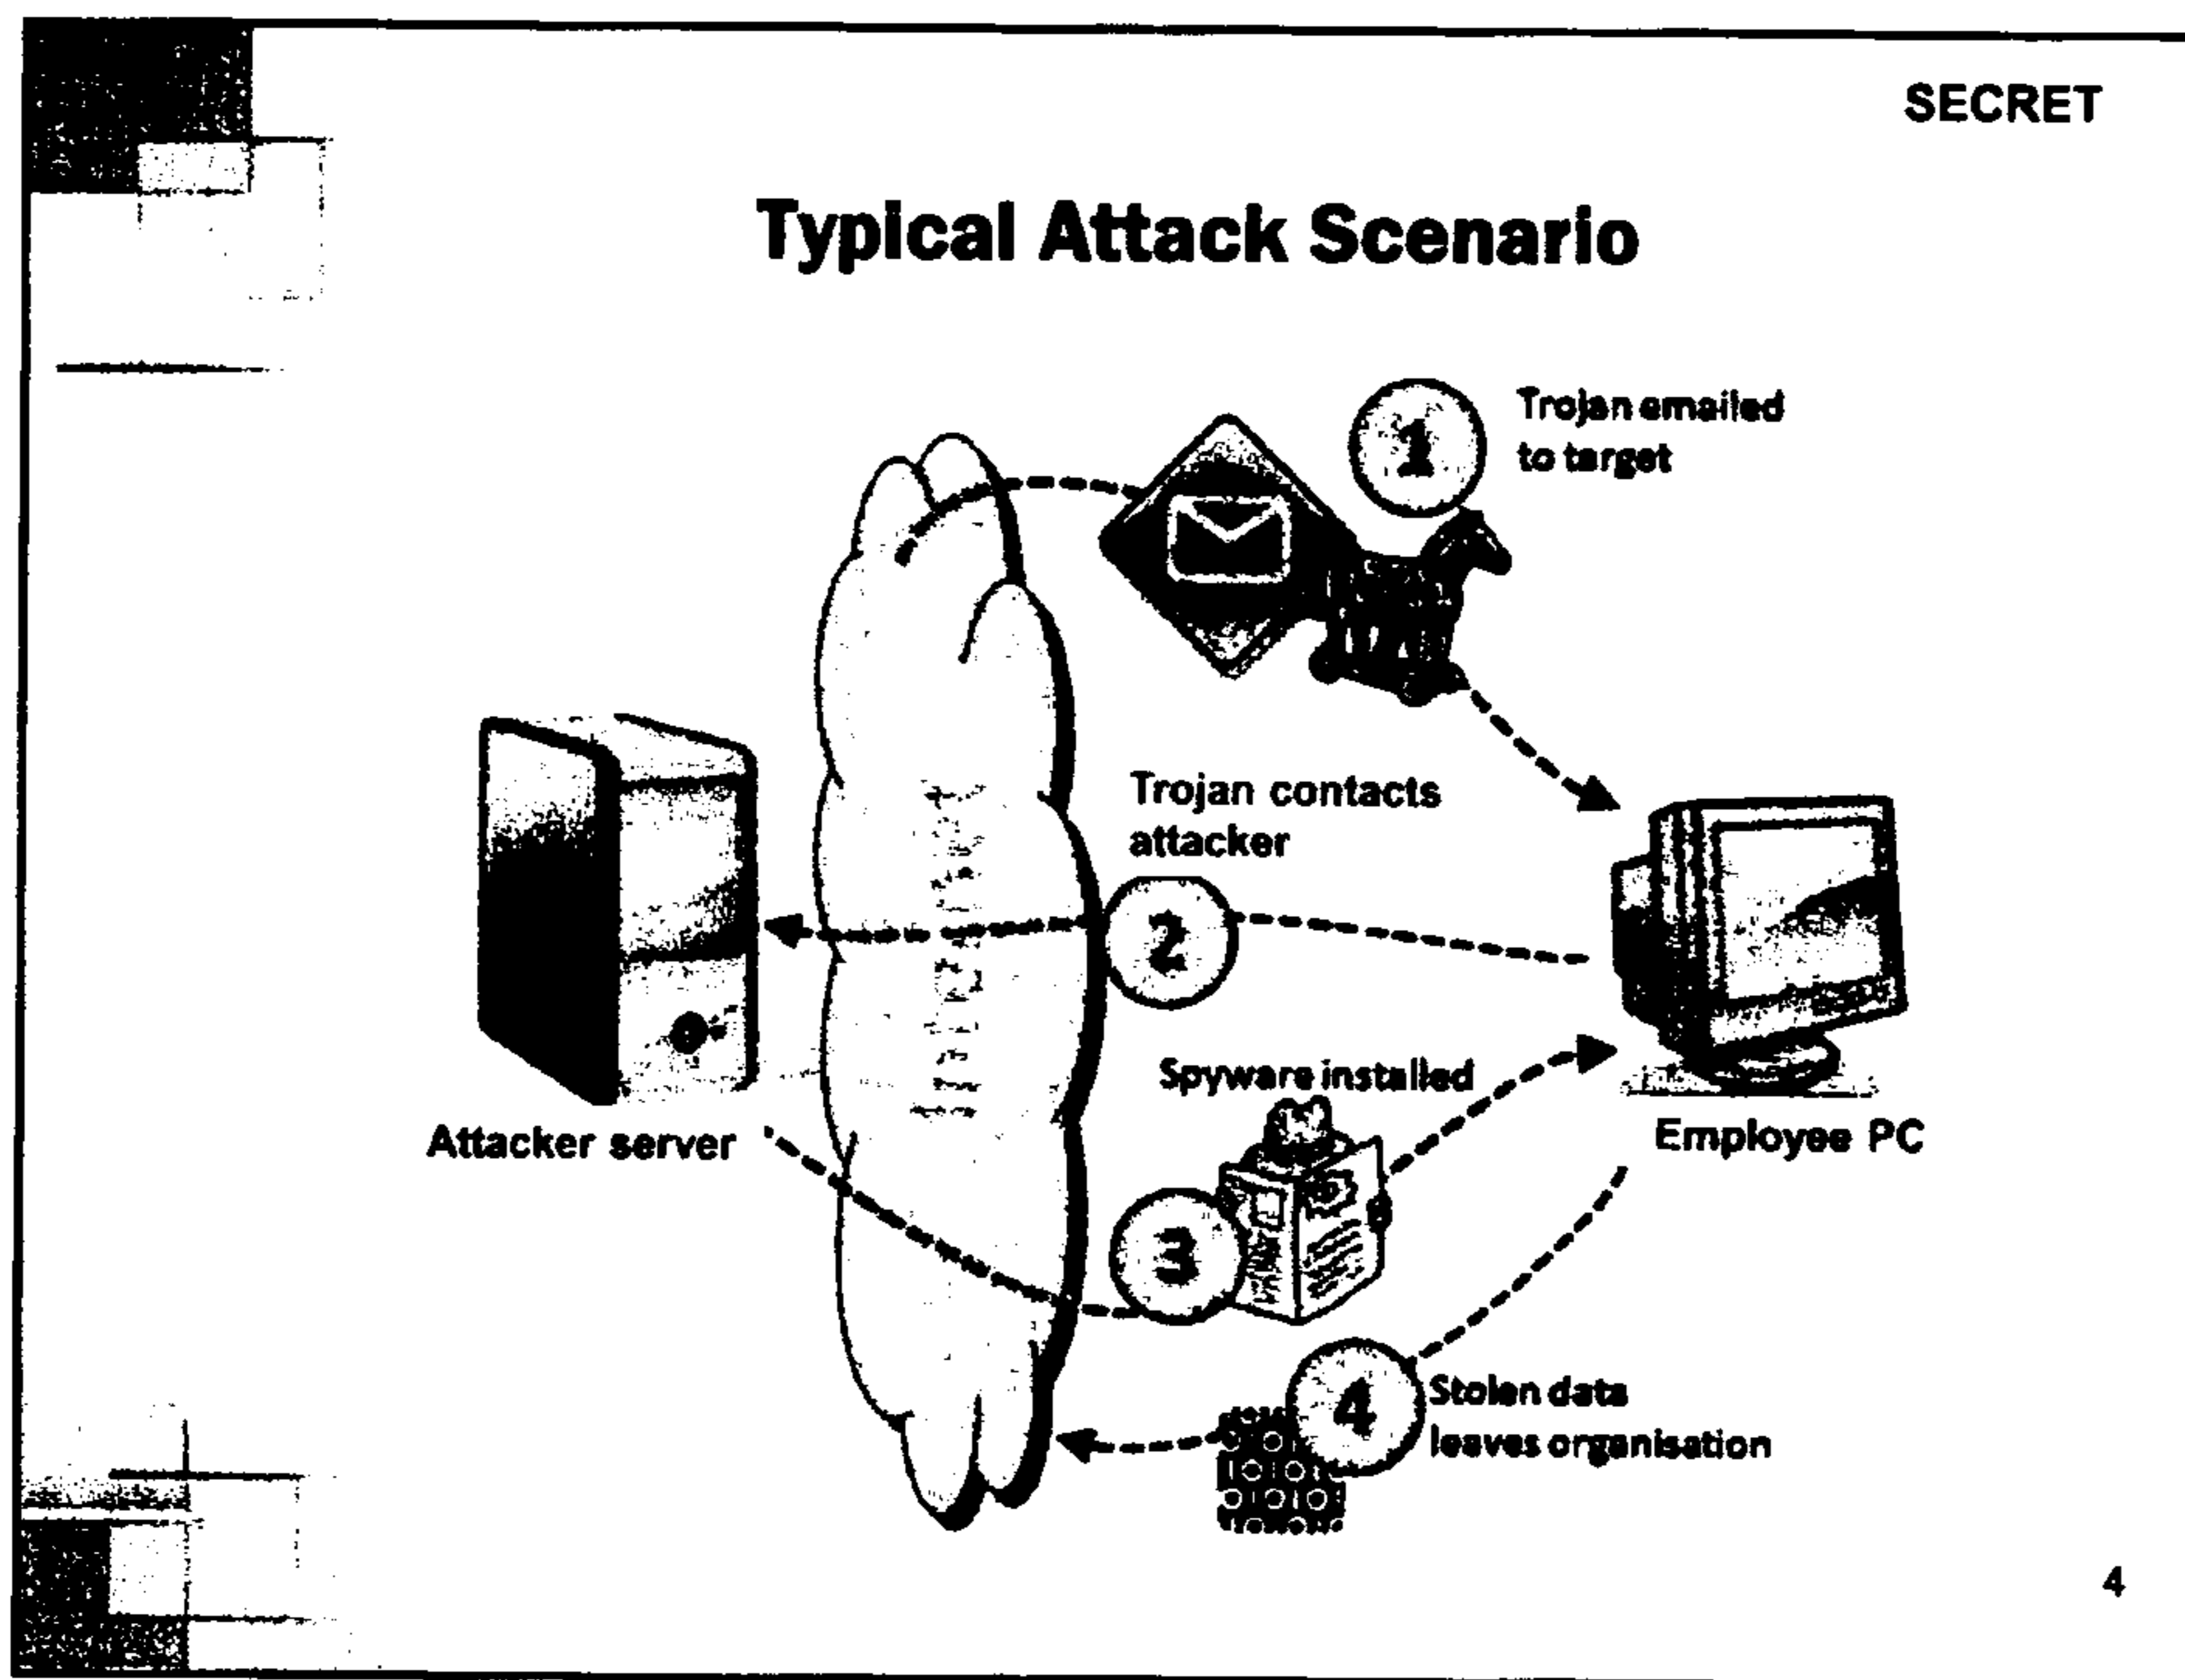 SECRET
Typical Attack Scenario
1
Trojan emailed
to target
Trojan contacts
attacker
2
Spyware installed
Attacker server
Employee PC
3
4
Stolen data
leaves organisation
4